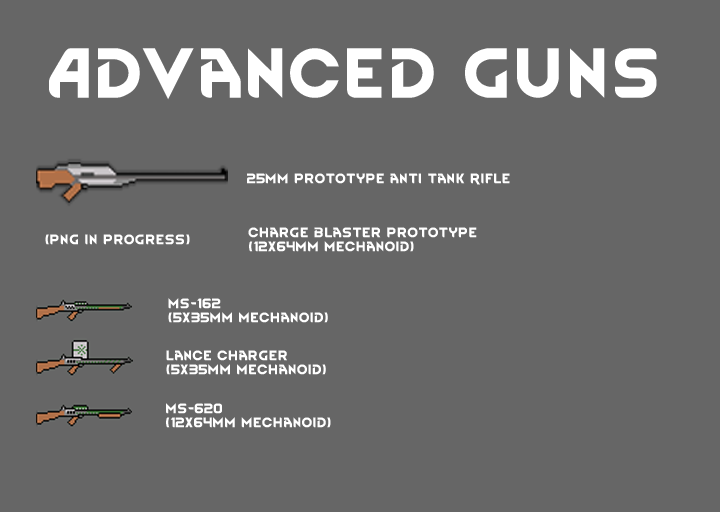 ADVANCED GUNS
25MM PROTOTYPE ANTI TANK RIFLE
(PNG IN PROGRESS)
CHARGE BLASTER PROTOTYPE
(12X64MM MECHANOID)
MS-162
(5X35MM MECHANOID)
LANCE CHARGER
(5X35MM MECHANOID)
MS-620
(12X64MM MECHANOID)